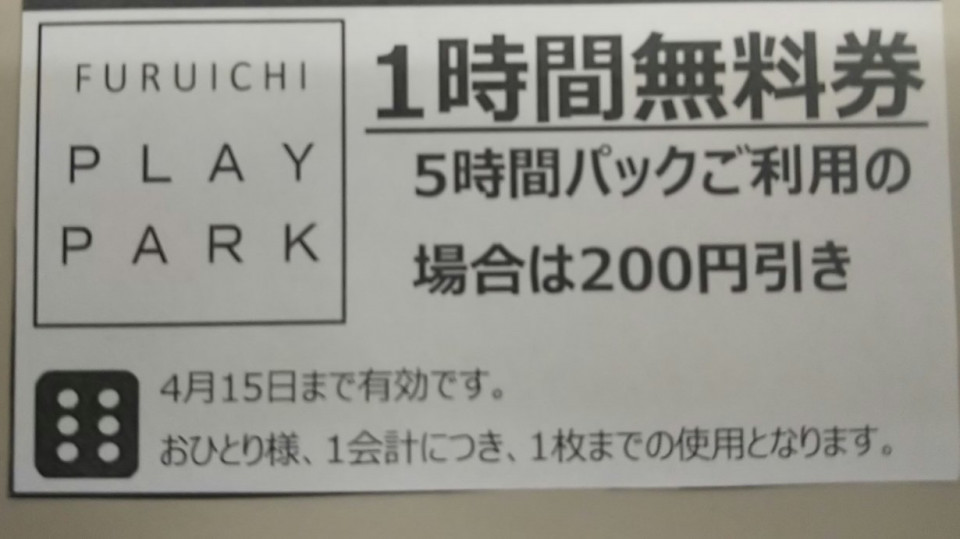 FURUICHI
PLAY
PARK
1時間無料券
5時間パックご利用の
場合は200円引き
4月15日まで有効です。
おひとり様、1会計につき、1枚までの使用となります。